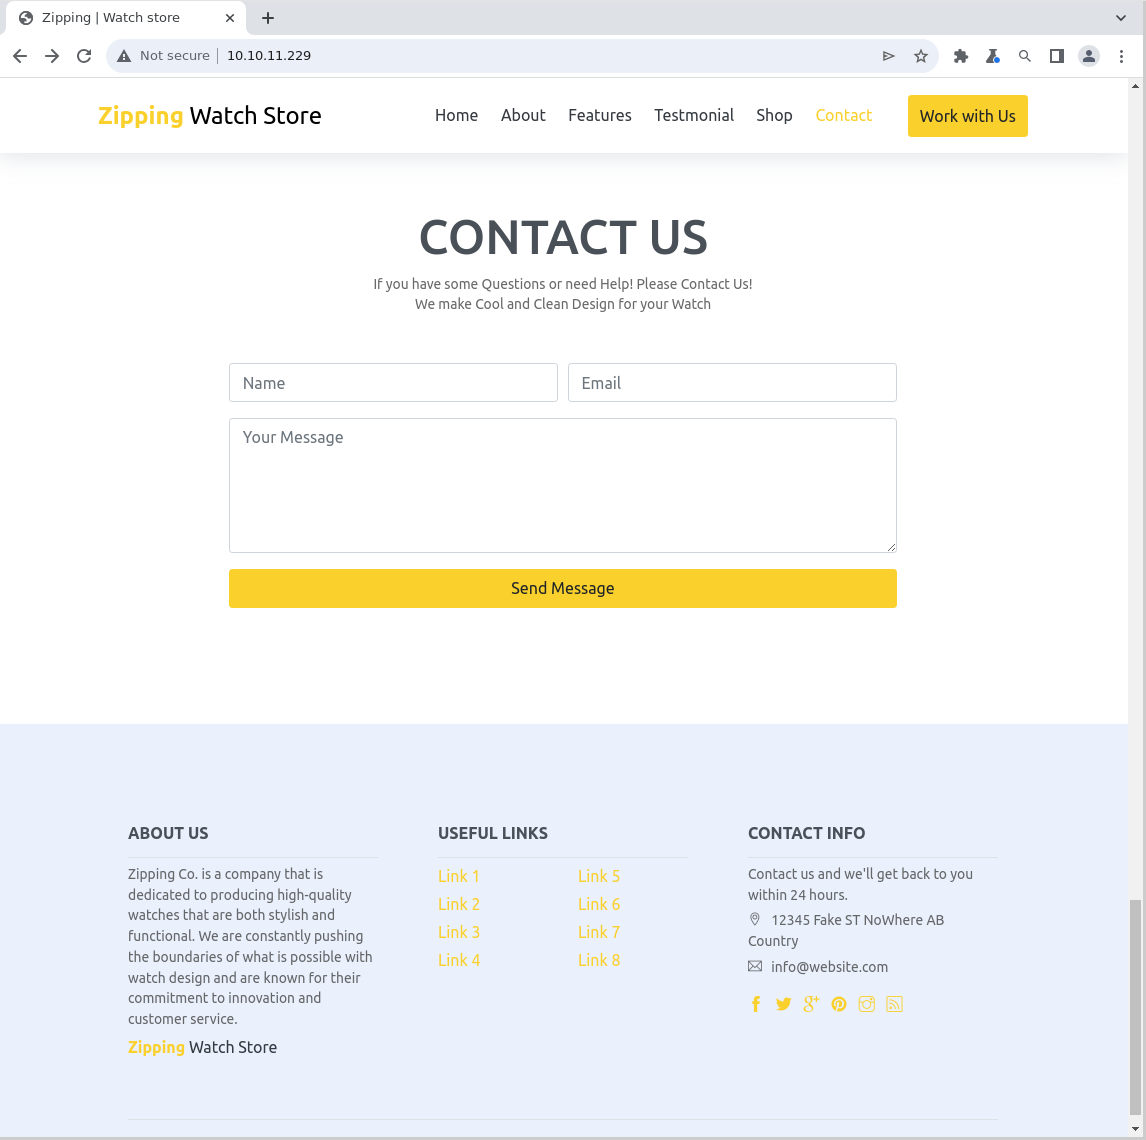 Zipping | Watch store
Not secure
10.10.11.229
Zipping Watch Store
Home
About
Features
Testmonial
Shop
Contact
Work with Us
CONTACT US
If you have some Questions or need Help! Please Contact Us!
We make Cool and Clean Design for your Watch
Name
Email
Your Message
Send Message
ABOUT US
Zipping Co. is a company that is
dedicated to producing high-quality
watches that are both stylish and
functional. We are constantly pushing
the boundaries of what is possible with
watch design and are known for their
commitment to innovation and
customer service.
Zipping Watch Store
USEFUL LINKS
Link 1
Link 2
Link 3
Link 4
Link 5
Link 6
Link 7
Link 8
CONTACT INFO
Contact us and we'll get back to you
within 24 hours.
12345 Fake ST NoWhere AB
Country
info@website.com